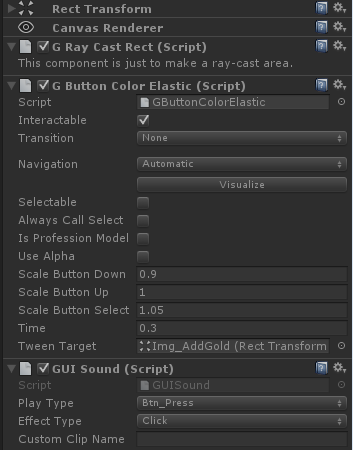 Rect Transform
Canvas Renderer
G Ray Cast Rect (Script)
This component is just to make a ray-cast area.
G Button Color Elastic (Script)
Script GButtonColorElastic
Interactable
Transition None
Navigation Automatic
Visualize
Selectable
Always Call Select
Is Profession Model
Use Alpha
Scale Button Down 0.9
Scale Button Up 1
Scale Button Select 1.05
Time 0.3
Tween Target Img_AddGold (Rect Transform
GUI Sound (Script)
Script GUISound
Play Type Btn_Press
Effect Type Click
Custom Clip Name